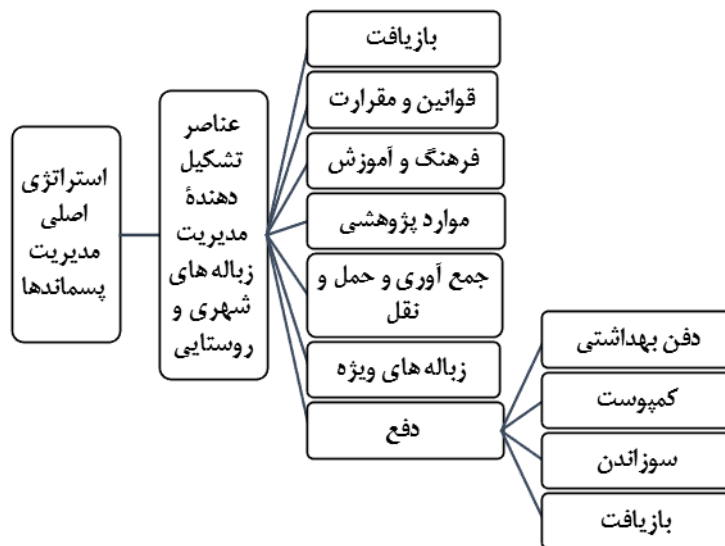 استراتژی
اصلی
مدیریت
پسماندها
عناصر
تشکیل
دهندهٔ
مدیریت
زباله های
شهری و
روستایی
بازیافت
قوانین و مقرارت
فرهنگ و آموزش
موارد پژوهشی
جمع آوری و حمل و
نقل
زباله های ویژه
دفع
دفن بهداشتی
کمپوست
سوزاندن
بازیافت